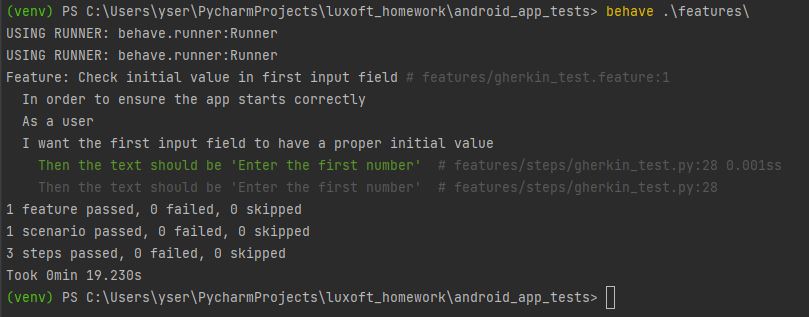 (venv) PS C:\Users\yser\PycharmProjects\luxoft_homework\android_app_tests> behave .\features\
USING RUNNER: behave.runner:Runner
USING RUNNER: behave.runner:Runner
Feature: Check initial value in first input field # features/gherkin_test.feature:1
In order to ensure the app starts correctly
As a user
I want the first input field to have a proper initial value
Then the text should be 'Enter the first number' # features/steps/gherkin_test.py:28 0.001ss
Then the text should be 'Enter the first number' # features/steps/gherkin_test.py:28
1 feature passed, 0 failed, 0 skipped
1 scenario passed, 0 failed, 0 skipped
3 steps passed, 0 failed, 0 skipped
Took 0min 19.230s
(venv) PS C:\Users\yser\PycharmProjects\luxoft_homework\android_app_tests>